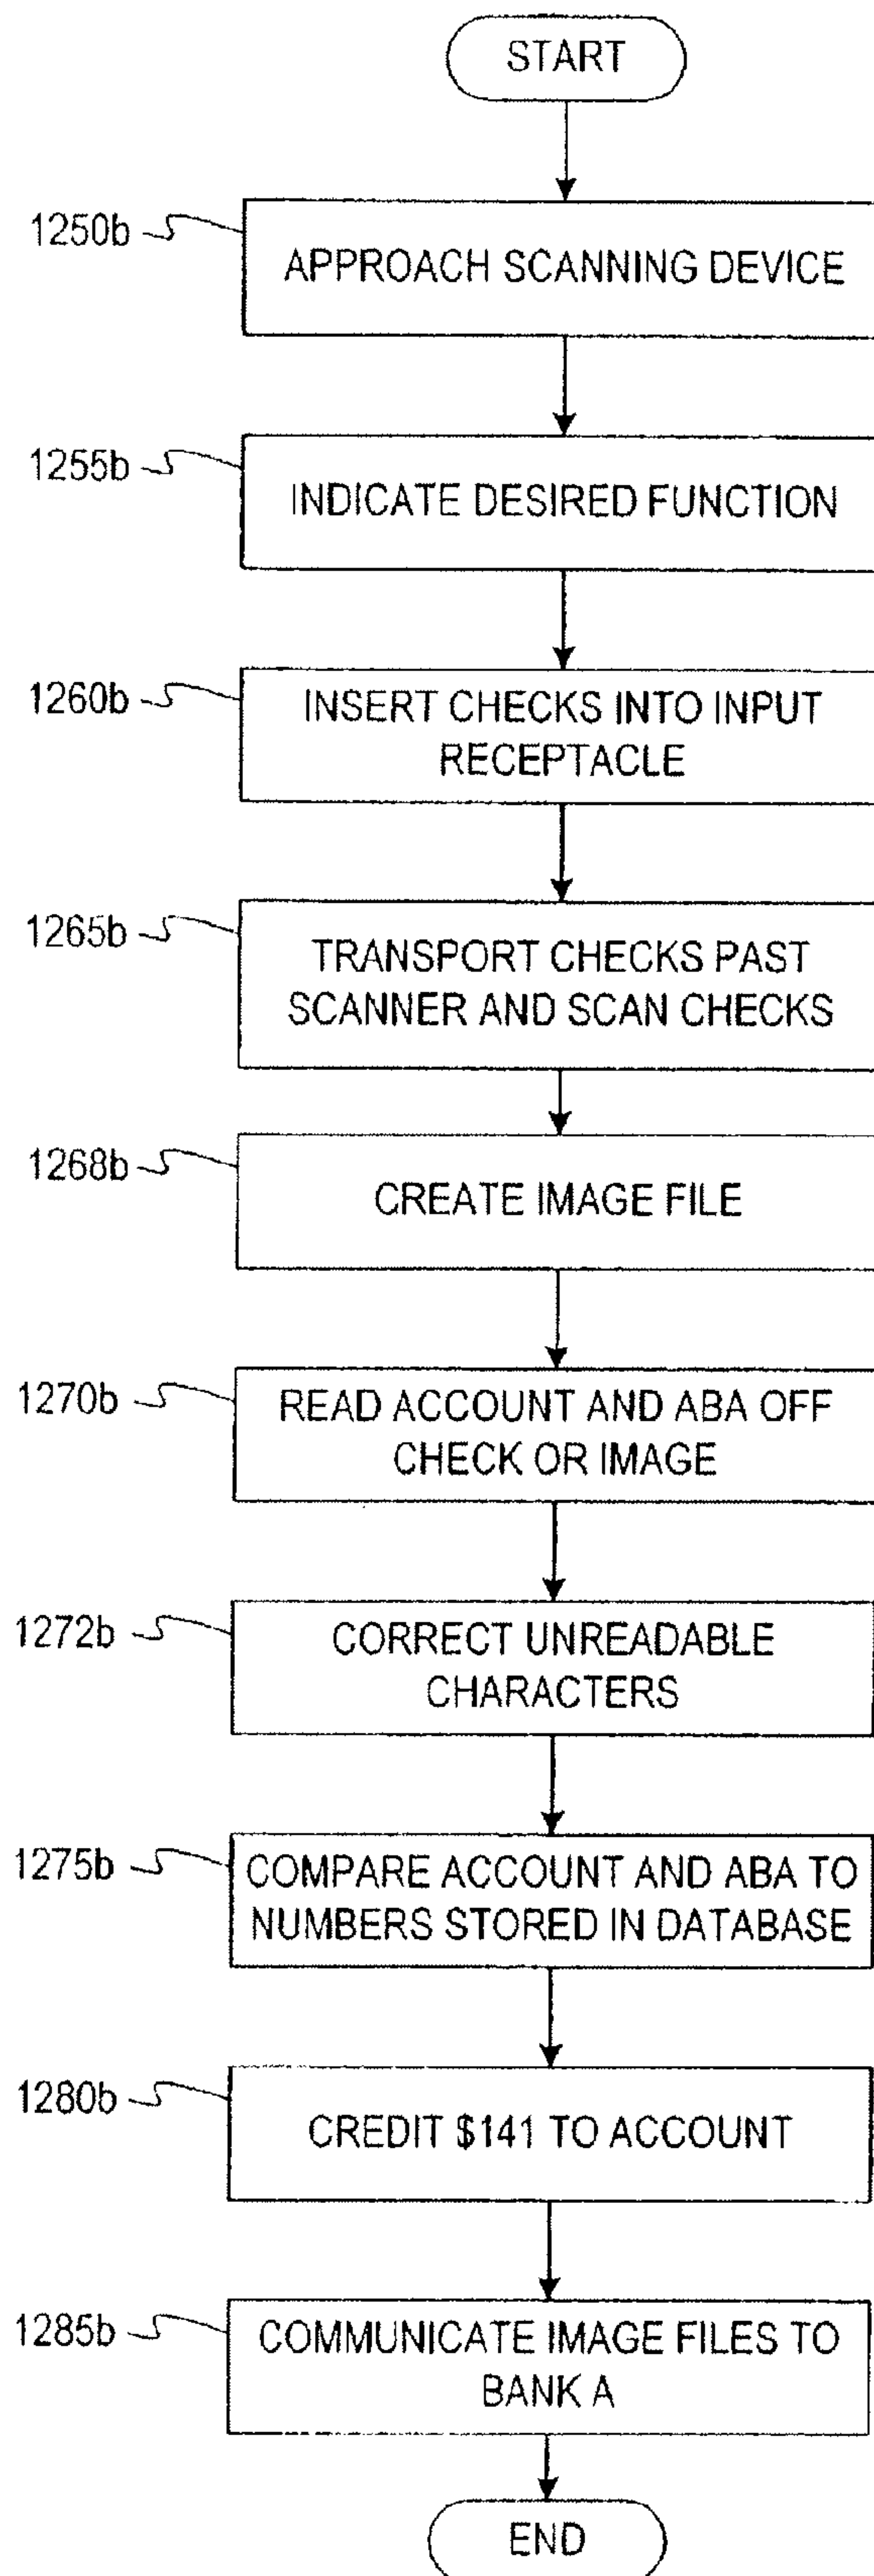 START
1250b
APPROACH SCANNING DEVICE
1255b
INDICATE DESIRED FUNCTION
1260b
INSERT CHECKS INTO INPUT
RECEPTACLE
1265b
TRANSPORT CHECKS PAST
SCANNER AND SCAN CHECKS
1268b
CREATE IMAGE FILE
1270b
READ ACCOUNT AND ABA OFF
CHECK OR IMAGE
1272b
CORRECT UNREADABLE
CHARACTERS
1275b
COMPARE ACCOUNT AND ABA TO
NUMBERS STORED IN DATABASE
1280b
CREDIT $141 TO ACCOUNT
1285b
COMMUNICATE IMAGE FILES TO
BANK A
END